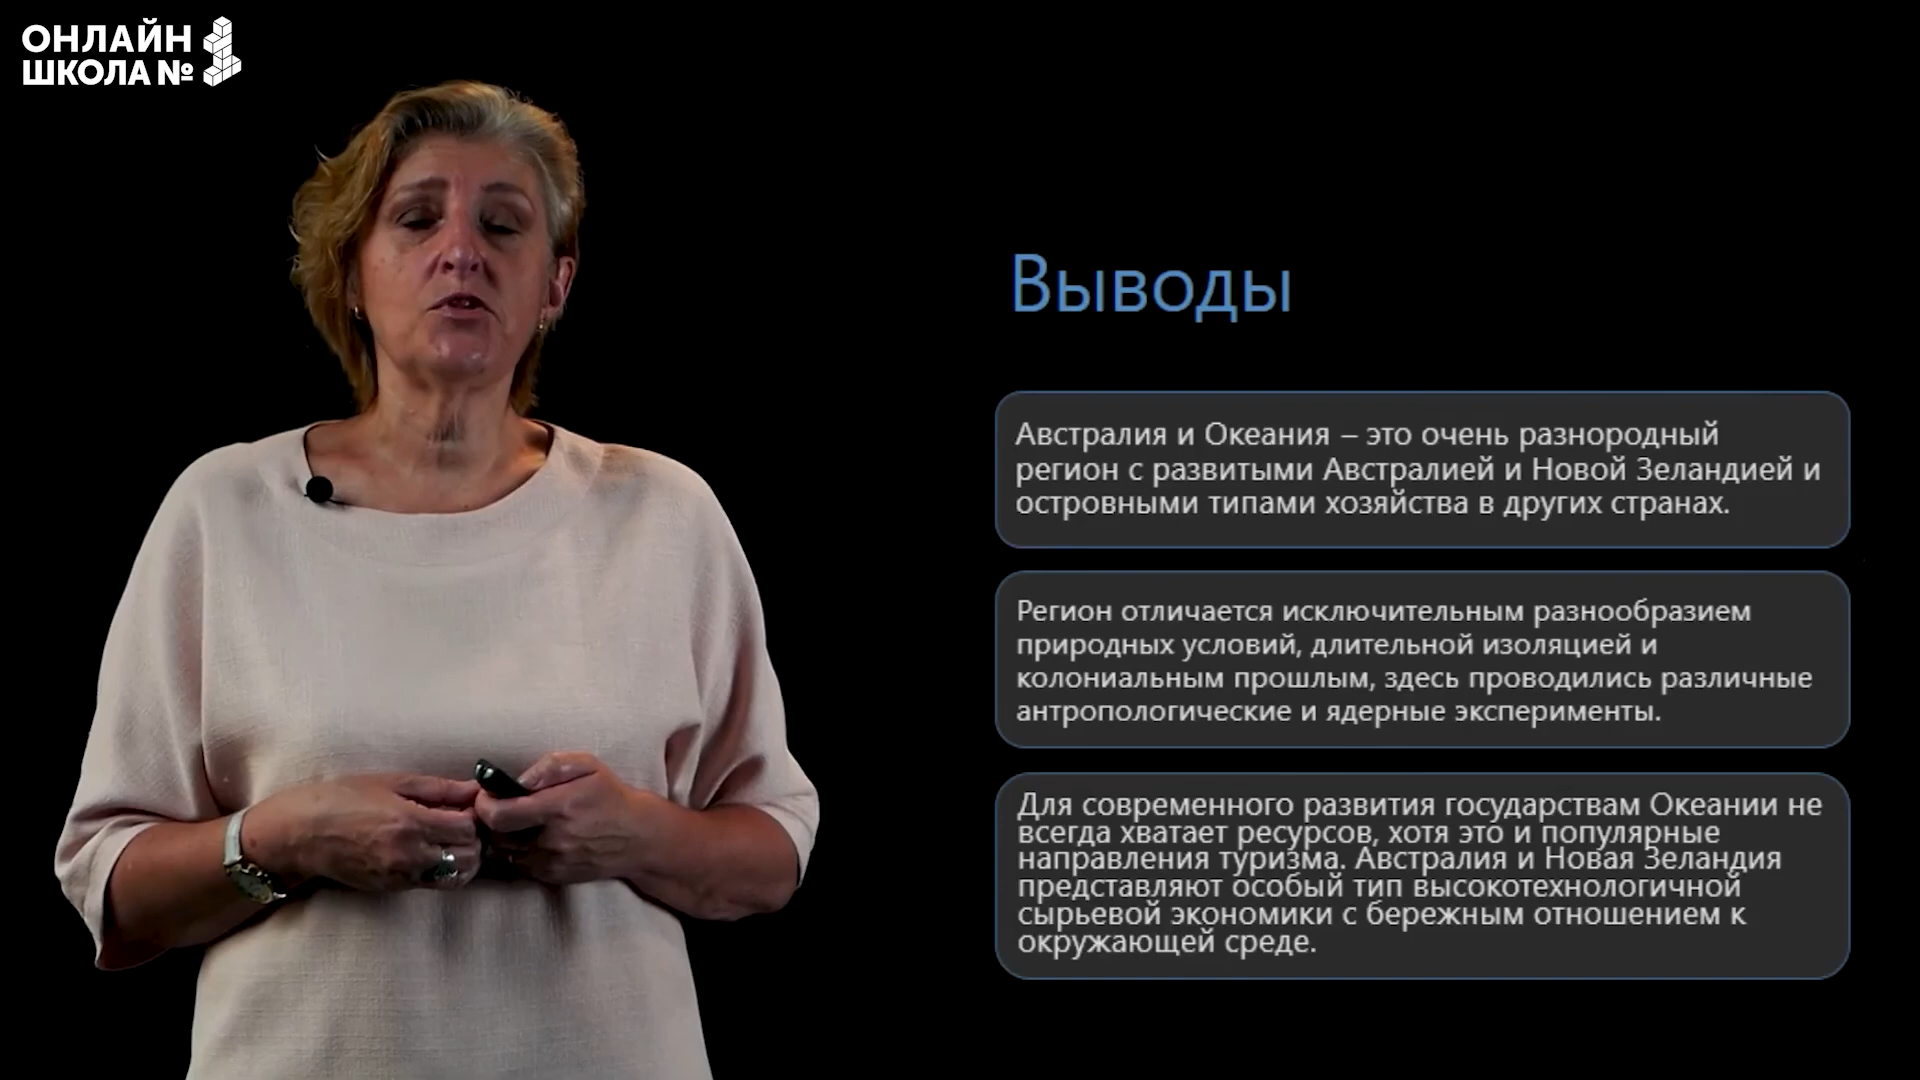 ОНЛАЙН
ШКОЛА №
Выводы
Австралия и Океания – это очень разнородный
регион с развитыми Австралией и Новой Зеландией и
островными типами хозяйства в других странах.
Регион отличается исключительным разнообразием
природных условий, длительной изоляцией и
колониальным прошлым, здесь проводились различные
антропологические и ядерные эксперименты.
Для современного развития государствам Океании не
всегда хватает ресурсов, хотя это и популярные
направления туризма. Австралия и Новая Зеландия
представляют особый тип высокотехнологичной
сырьевой экономики с бережным отношением к
окружающей среде.